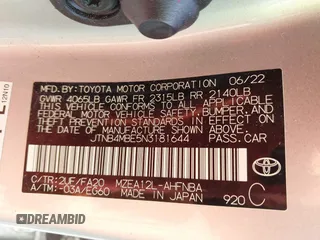 MFD.BY:TOYOTA MOTOR CORPORATION 06/22
GVWR 4065LB GAWR FR 2315LB RR 2140LB
THIS VEHICLE CONFORMS TO ALL APPLICABLE
FEDERAL MOTOR VEHICLE SAFETY, BUMPER, AND
THEFT PREVENTION STANDARDS IN EFFECT ON THE
DATE OF MANUFACTURE SHOWN ABOVE.
JTNB4MBE5N3181644 PASS.CAR
C/TR: 2UF/FA20 MZEA12L-AHFNBA
A/TM: -03A/EG60 MADE IN JAPAN 920 C
TOYOTA
12N10
DREAMBID